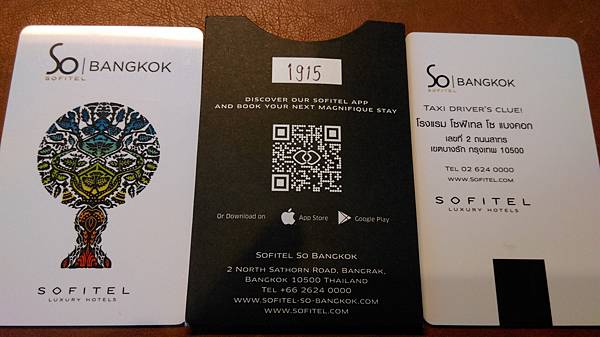 So | BANGKOK
SOFITEL
SOFITEL
LUXURY HOTELS
1915
DISCOVER OUR SOFITEL APP
AND BOOK YOUR NEXT MAGNIFIQUE STAY
Or Download on App Store Google Play
SOFITEL SO BANGKOK
2 NORTH SATHORN ROAD, BANGRAK,
BANGKOK 10500 THAILAND
TEL +66 2624 0000
WWW.SOFITEL-SO-BANGKOK.COM
WWW.SOFITEL.COM
So | BANGKOK
SOFITEL
TAXI DRIVER'S CLUE!
โรงแรม โซฟิเทล โซ แบงคอก
เลขที่ 2 ถนนสาทร
เขตบางรัก กรุงเทพ 10500
TEL 02 624 0000
WWW.SOFITEL.COM
SOFITEL
LUXURY HOTELS